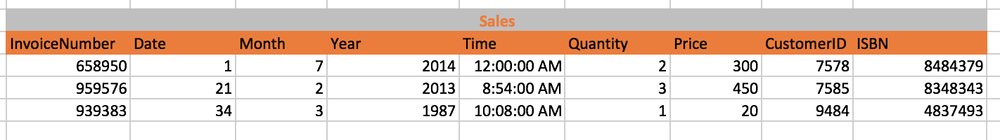 Sales
InvoiceNumber Date Month Year Time Quantity Price CustomerID ISBN
658950 1 7 2014 12:00:00 AM 2 300 7578 8484379
959576 21 2 2013 8:54:00 AM 3 450 7585 8348343
939383 34 3 1987 10:08:00 AM 1 20 9484 4837493